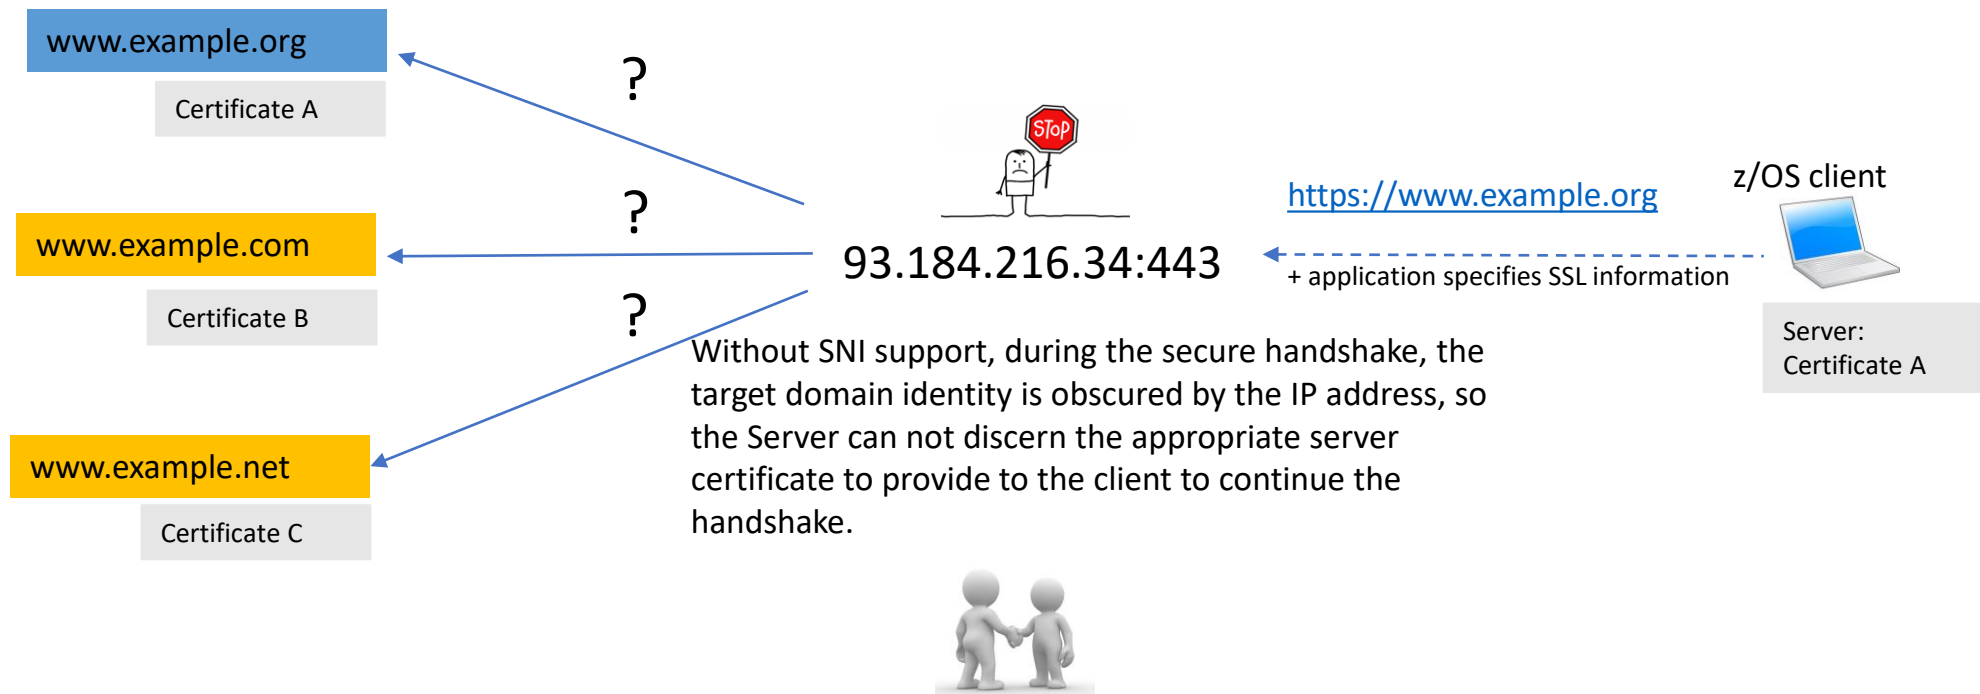 www.example.org
Certificate A
?
www.example.com
Certificate B
?
www.example.net
Certificate C
?
STOP
93.184.216.34:443
https://www.example.org
+ application specifies SSL information
z/OS client
Server:
Certificate A
Without SNI support, during the secure handshake, the
target domain identity is obscured by the IP address, so
the Server can not discern the appropriate server
certificate to provide to the client to continue the
handshake.